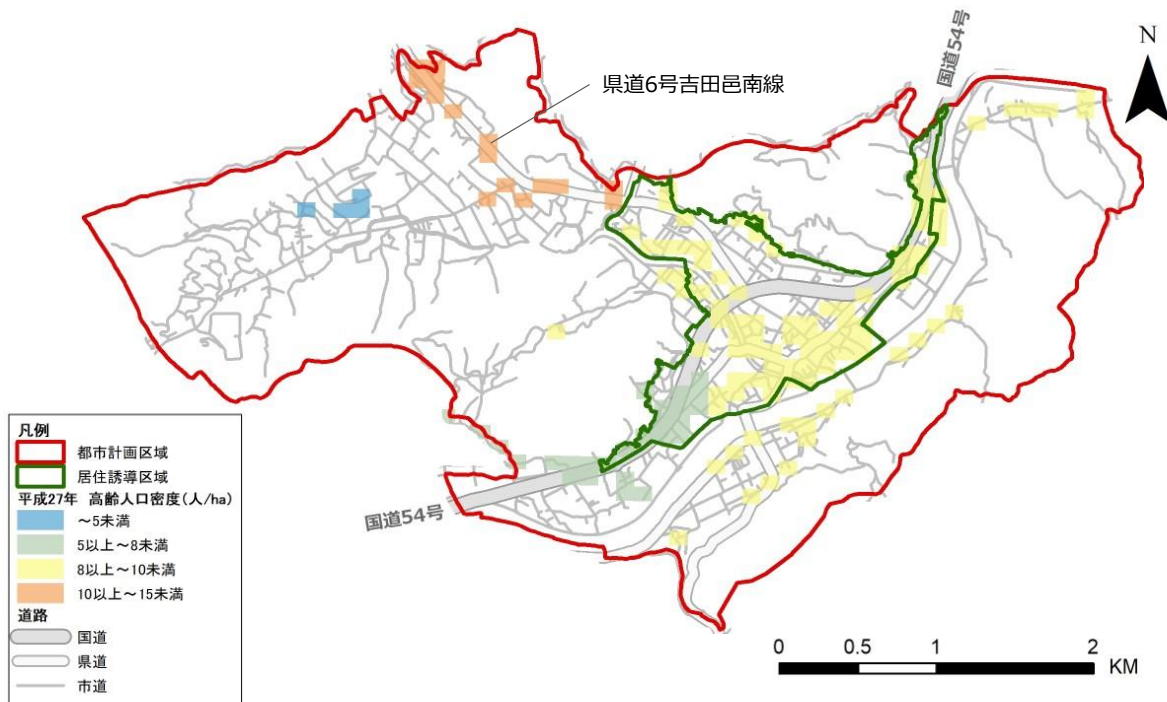 国道54号
N
県道6号吉田邑南線
凡例
都市計画区域
居住誘導区域
平成27年 高齢人口密度(人/ha)
～5未満
5以上～8未満
8以上～10未満
10以上～15未満
道路
国道
県道
市道
国道54号
0 0.5 1 2
KM